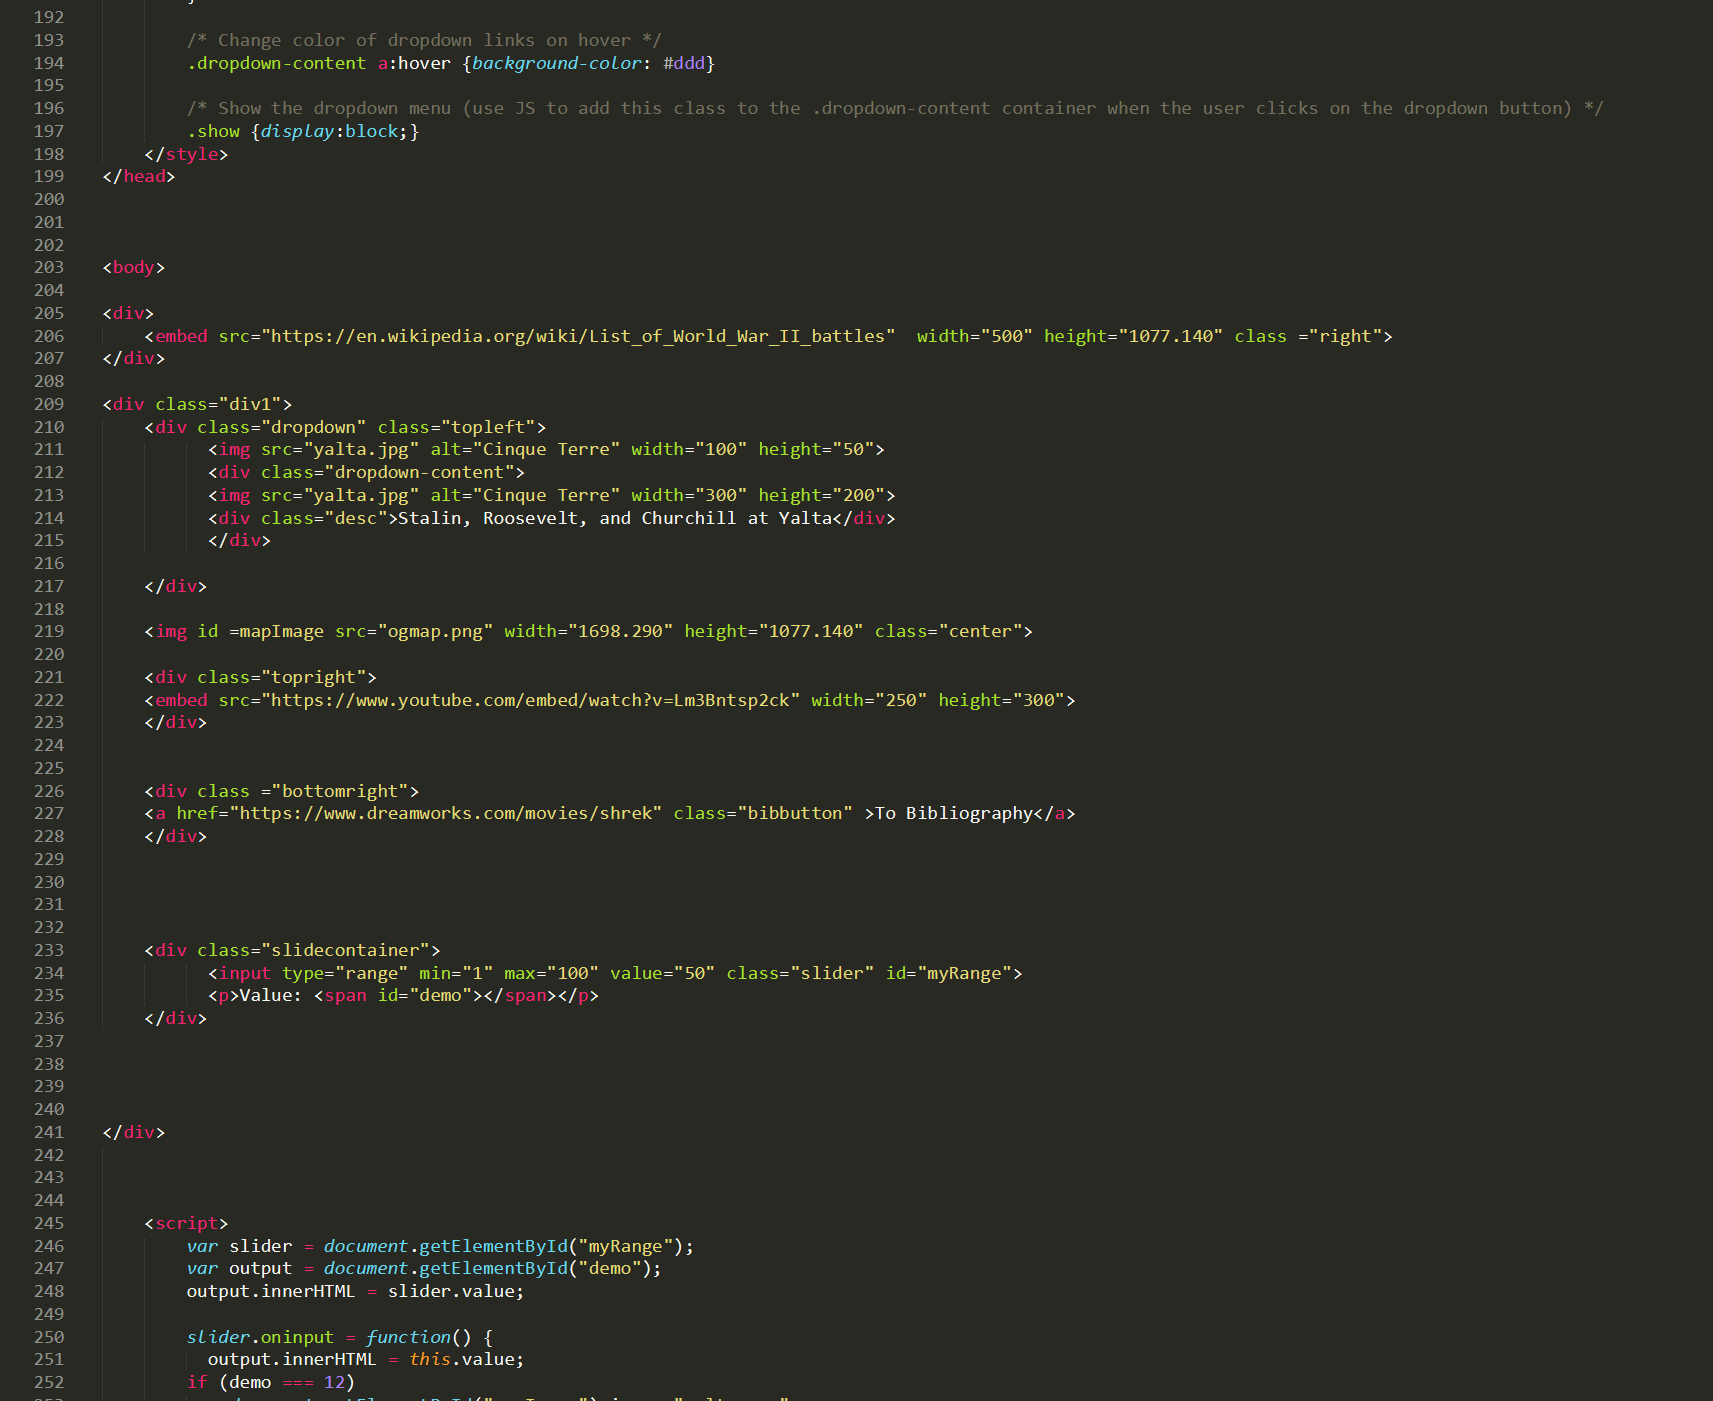 192
193 /* Change color of dropdown links on hover */
194 .dropdown-content a:hover {background-color: #ddd}
195
196 /* Show the dropdown menu (use JS to add this class to the .dropdown-content container when the user clicks on the dropdown button) */
197 .show {display:block;}
198 </style>
199 </head>
200
201
202
203 <body>
204
205 <div>
206 <embed src="https://en.wikipedia.org/wiki/List_of_World_War_II_battles"  width="500" height="1077.140" class ="right">
207 </div>
208
209 <div class="div1">
210 <div class="dropdown" class="topleft">
211 <img src="yalta.jpg" alt="Cinque Terre" width="100" height="50">
212 <div class="dropdown-content">
213 <img src="yalta.jpg" alt="Cinque Terre" width="300" height="200">
214 <div class="desc">Stalin, Roosevelt, and Churchill at Yalta</div>
215 </div>
216
217 </div>
218
219 <img id =mapImage src="ogmap.png" width="1698.290" height="1077.140" class="center">
220
221 <div class="topright">
222 <embed src="https://www.youtube.com/embed/watch?v=Lm3Bntsp2ck" width="250" height="300">
223 </div>
224
225
226 <div class ="bottomright">
227 <a href="https://www.dreamworks.com/movies/shrek" class="bibbutton" >To Bibliography</a>
228 </div>
229
230
231
232
233 <div class="slidecontainer">
234 <input type="range" min="1" max="100" value="50" class="slider" id="myRange">
235 <p>Value: <span id="demo"></span></p>
236 </div>
237
238
239
240
241 </div>
242
243
244
245 <script>
246 var slider = document.getElementById("myRange");
247 var output = document.getElementById("demo");
248 output.innerHTML = slider.value;
249
250 slider.oninput = function() {
251 output.innerHTML = this.value;
252 if (demo === 12)